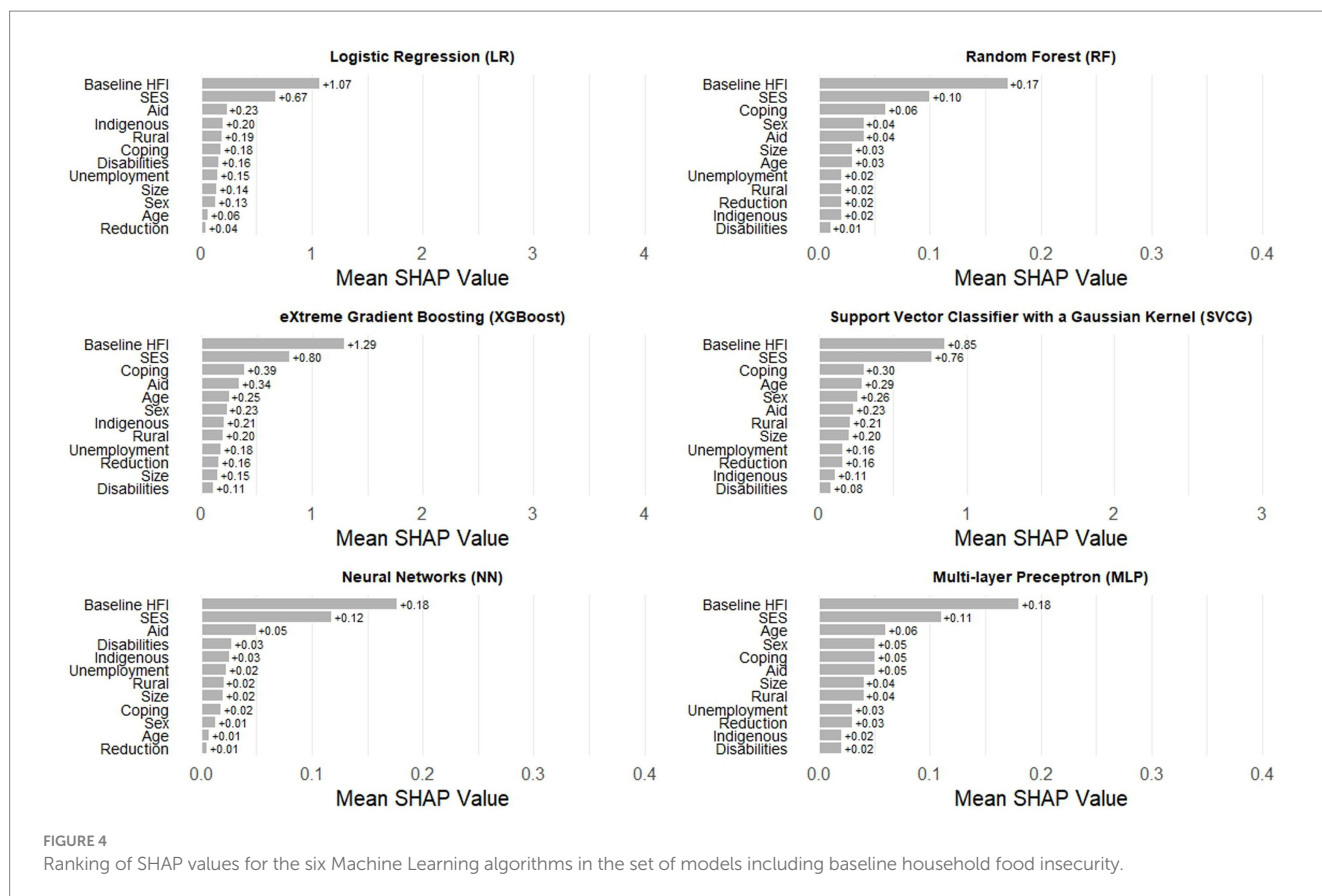 Logistic Regression (LR)
Baseline HFI +1.07
SES +0.67
Aid +0.23
Indigenous +0.20
Rural +0.19
Coping +0.18
Disabilities +0.16
Unemployment +0.15
Size +0.14
Sex +0.13
Age +0.06
Reduction +0.04
0 1 2 3 4
Mean SHAP Value
Random Forest (RF)
Baseline HFI +0.17
SES +0.10
Coping +0.06
Sex +0.04
Aid +0.04
Size +0.03
Age +0.03
Unemployment +0.02
Rural +0.02
Reduction +0.02
Indigenous +0.02
Disabilities +0.01
0.0 0.1 0.2 0.3 0.4
Mean SHAP Value
eXtreme Gradient Boosting (XGBoost)
Baseline HFI +1.29
SES +0.80
Coping +0.39
Aid +0.34
Age +0.25
Sex +0.23
Indigenous +0.21
Rural +0.20
Unemployment +0.18
Reduction +0.16
Size +0.15
Disabilities +0.11
0 1 2 3 4
Mean SHAP Value
Support Vector Classifier with a Gaussian Kernel (SVCG)
Baseline HFI +0.85
SES +0.76
Coping +0.30
Age +0.29
Sex +0.26
Aid +0.23
Rural +0.21
Size +0.20
Unemployment +0.16
Reduction +0.16
Indigenous +0.11
Disabilities +0.08
0 1 2 3
Mean SHAP Value
Neural Networks (NN)
Baseline HFI +0.18
SES +0.12
Aid +0.05
Disabilities +0.03
Indigenous +0.03
Unemployment +0.02
Rural +0.02
Size +0.02
Coping +0.02
Sex +0.01
Age +0.01
Reduction +0.01
0.0 0.1 0.2 0.3 0.4
Mean SHAP Value
Multi-layer Preceptron (MLP)
Baseline HFI +0.18
SES +0.11
Age +0.06
Sex +0.05
Coping +0.05
Aid +0.05
Size +0.04
Rural +0.04
Unemployment +0.03
Reduction +0.03
Indigenous +0.02
Disabilities +0.02
0.0 0.1 0.2 0.3 0.4
Mean SHAP Value
FIGURE 4
Ranking of SHAP values for the six Machine Learning algorithms in the set of models including baseline household food insecurity.